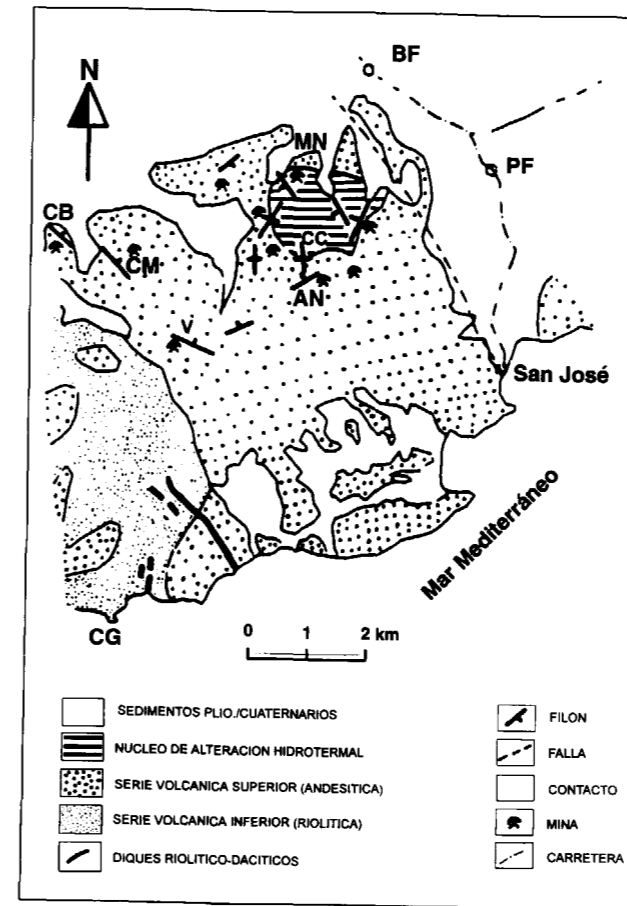 N
BF
MN
PF
CB
CC
CM
AN
V
San José
Mar Mediterráneo
CG
0 1 2 km
SEDIMENTOS PLIO./CUATERNARIOS
NUCLEO DE ALTERACION HIDROTERMAL
SERIE VOLCANICA SUPERIOR (ANDESITICA)
SERIE VOLCANICA INFERIOR (RIOLITICA)
DIQUES RIOLITICO-DACITICOS
FILON
FALLA
CONTACTO
MINA
CARRETERA